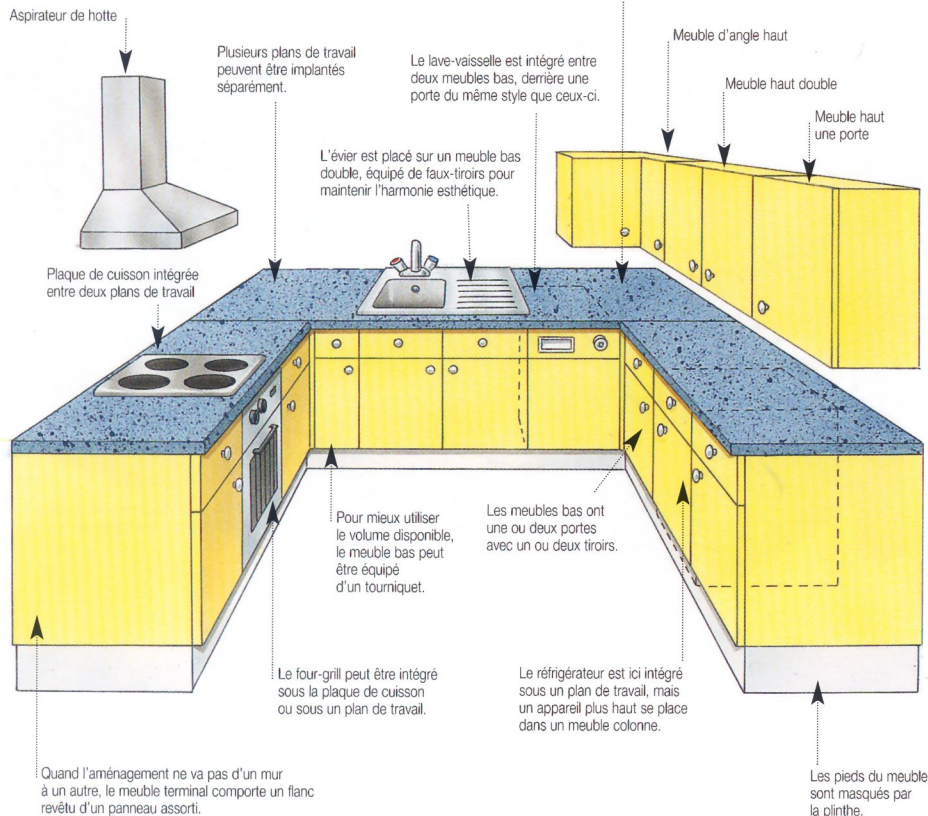 Aspirateur de hotte
Plusieurs plans de travail
peuvent être implantés
séparément.
Le lave-vaisselle est intégré entre
deux meubles bas, derrière une
porte du même style que ceux-ci.
Meuble d'angle haut
Meuble haut double
Meuble haut
une porte
L'évier est placé sur un meuble bas
double, équipé de faux-tiroirs pour
maintenir l'harmonie esthétique.
Plaque de cuisson intégrée
entre deux plans de travail
Pour mieux utiliser
le volume disponible,
le meuble bas peut
être équipé
d'un tourniquet.
Les meubles bas ont
une ou deux portes
avec un ou deux tiroirs.
Le four-grill peut être intégré
sous la plaque de cuisson
ou sous un plan de travail.
Le réfrigérateur est ici intégré
sous un plan de travail, mais
un appareil plus haut se place
dans un meuble colonne.
Quand l'aménagement ne va pas d'un mur
à un autre, le meuble terminal comporte un flanc
revêtu d'un panneau assorti.
Les pieds du meuble
sont masqués par
la plinthe.